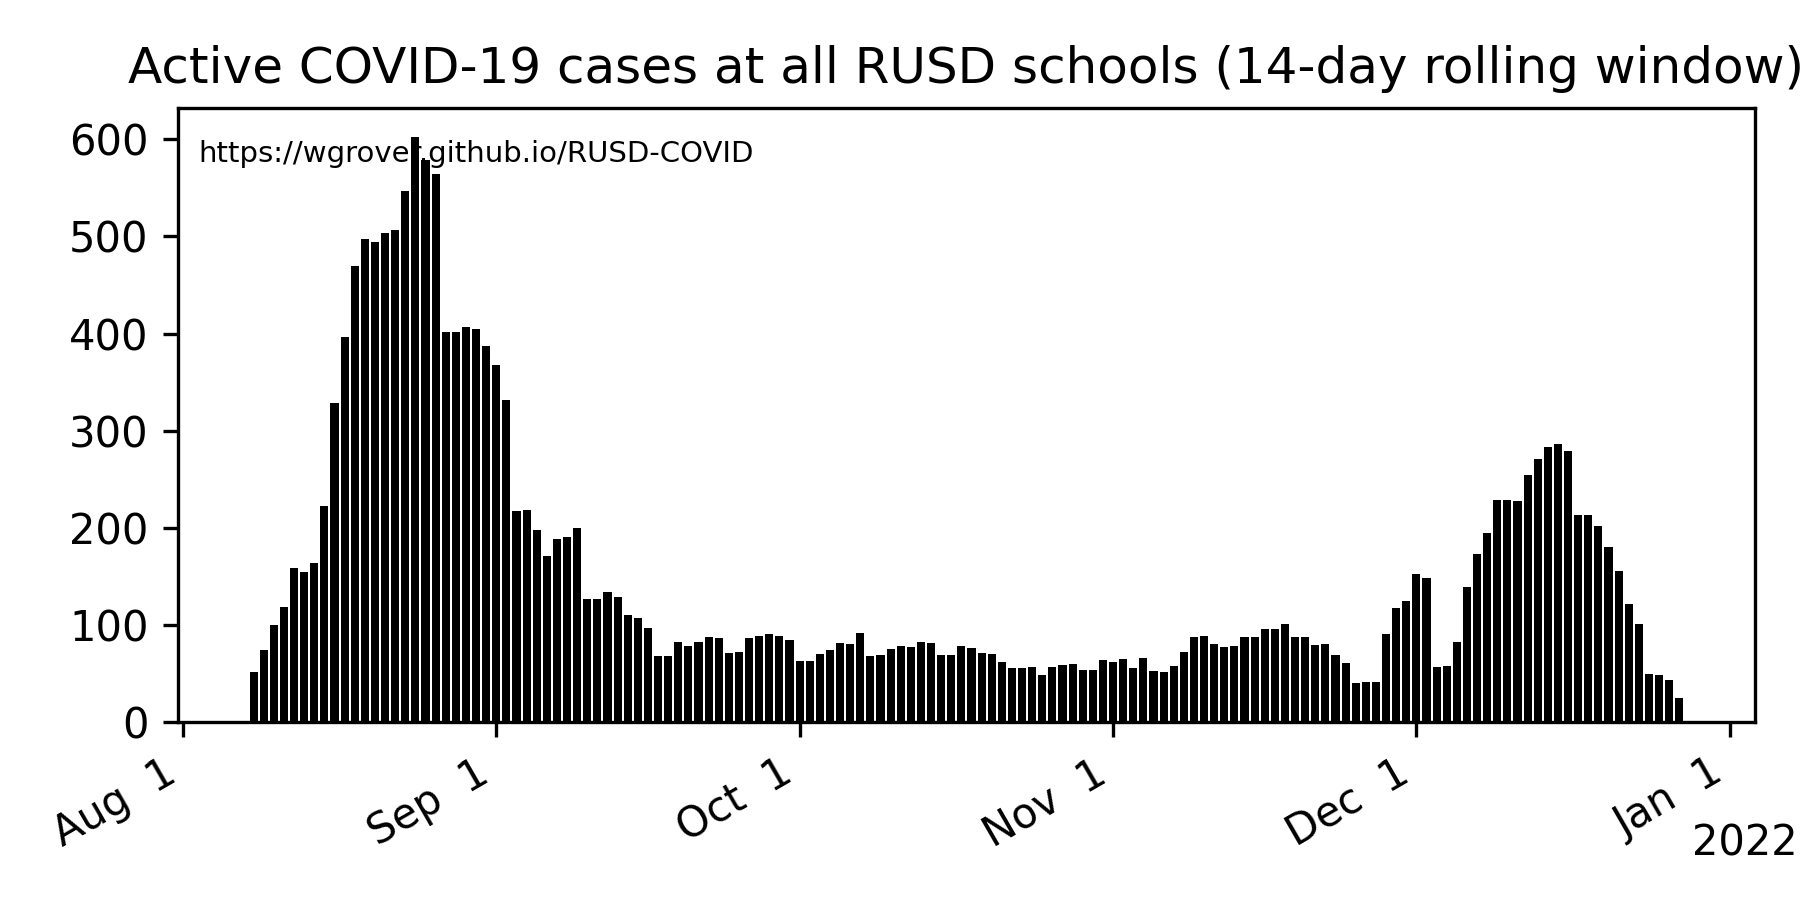 Active COVID-19 cases at all RUSD schools (14-day rolling window)
https://wgrover.github.io/RUSD-COVID
600
500
400
300
200
100
0
Aug 1
Sep 1
Oct 1
Nov 1
Dec 1
Jan 1
2022